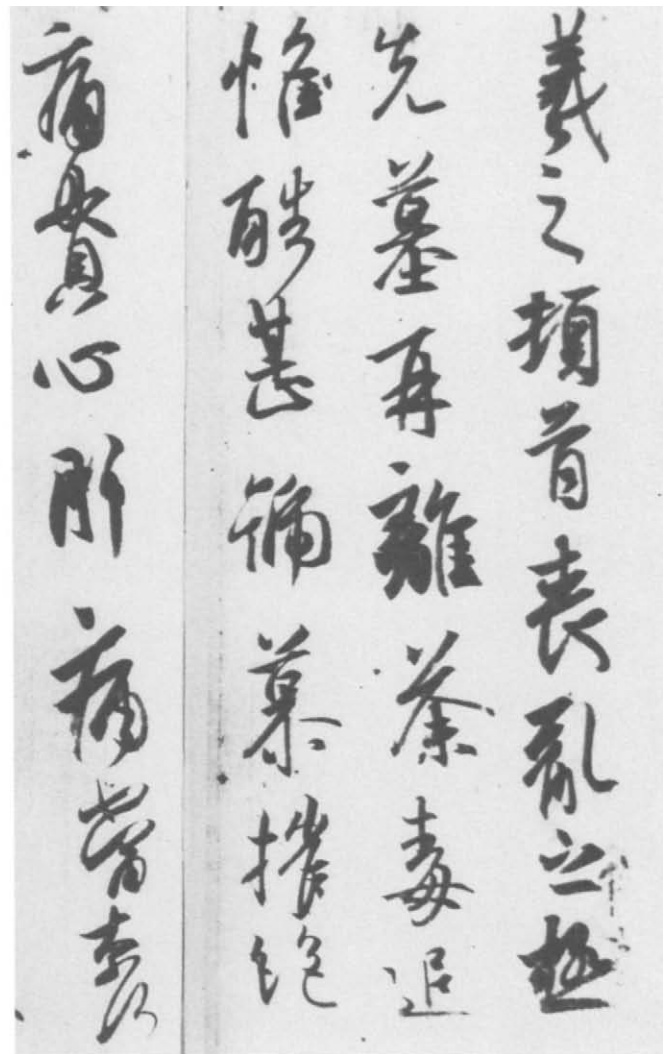 羲之頓首喪亂之極
先墓再離荼毒追
惟酷甚號慕摧絕
痛貫心肝痛當奈何